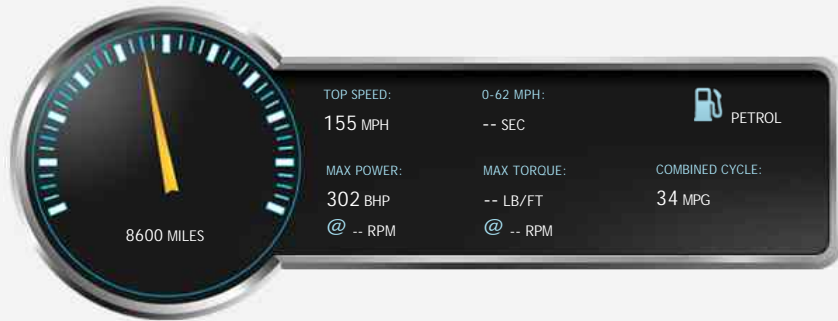 TOP SPEED:
155 MPH
0-62 MPH:
-- SEC
PETROL
MAX POWER:
302 BHP
@ -- RPM
MAX TORQUE:
-- LB/FT
@ -- RPM
COMBINED CYCLE:
34 MPG
8600 MILES